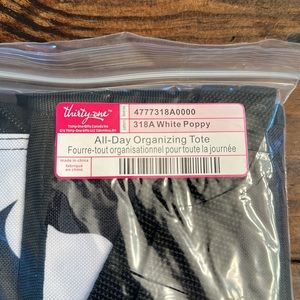 thirty-one
4777318A0000
318A White Poppy
All-Day Organizing Tote
Fourre-tout organisationnel pour toute la journée
made in china
fabriqué
en chine